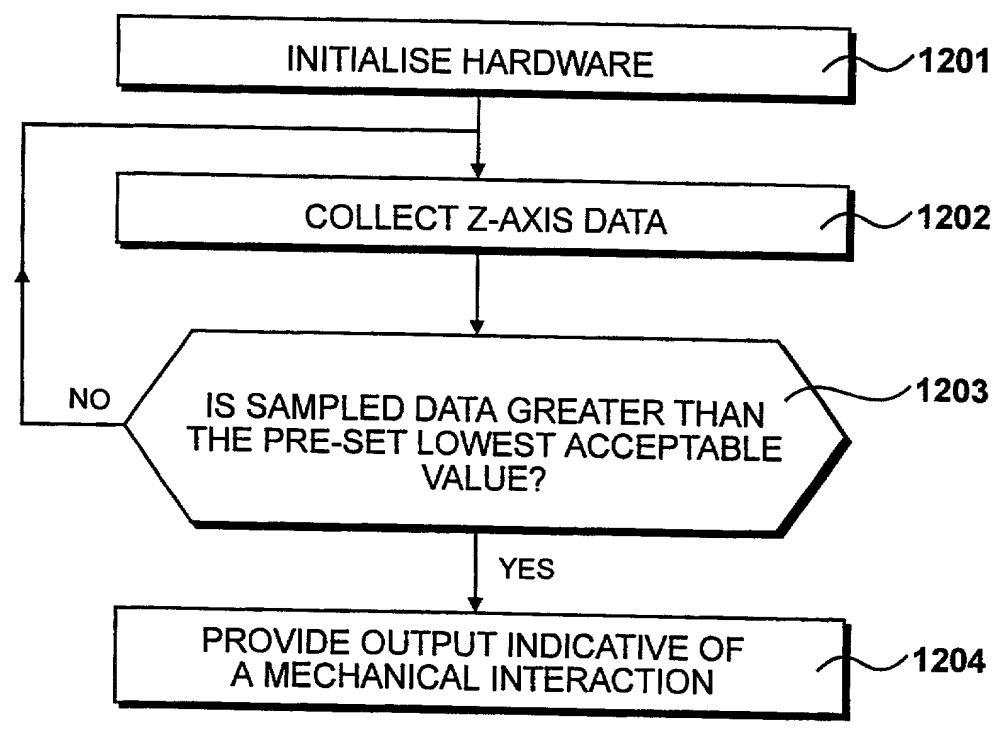 INITIALISE HARDWARE
1201
COLLECT Z-AXIS DATA
1202
IS SAMPLED DATA GREATER THAN
THE PRE-SET LOWEST ACCEPTABLE
VALUE?
1203
NO
YES
PROVIDE OUTPUT INDICATIVE OF
A MECHANICAL INTERACTION
1204